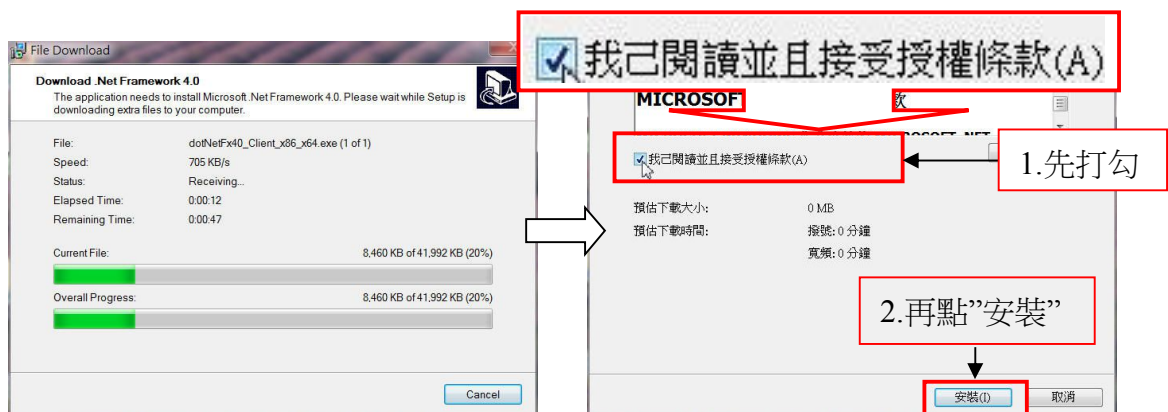 File Download
Download .Net Framework 4.0
The application needs to install Microsoft .Net Framework 4.0. Please wait while Setup is
downloading extra files to your computer.
File: dotNetFx40_Client_x86_x64.exe (1 of 1)
Speed: 705 KB/s
Status: Receiving...
Elapsed Time: 0:00:12
Remaining Time: 0:00:47
Current File: 8,460 KB of 41,992 KB (20%)
Overall Progress: 8,460 KB of 41,992 KB (20%)
Cancel
我已閱讀並且接受授權條款(A)
MICROSOF
款
我已閱讀並且接受授權條款(A)
1.先打勾
預估下載大小: 0 MB
預估下載時間: 撥號: 0 分鐘
寬頻: 0 分鐘
2.再點”安裝”
安裝(I) 取消